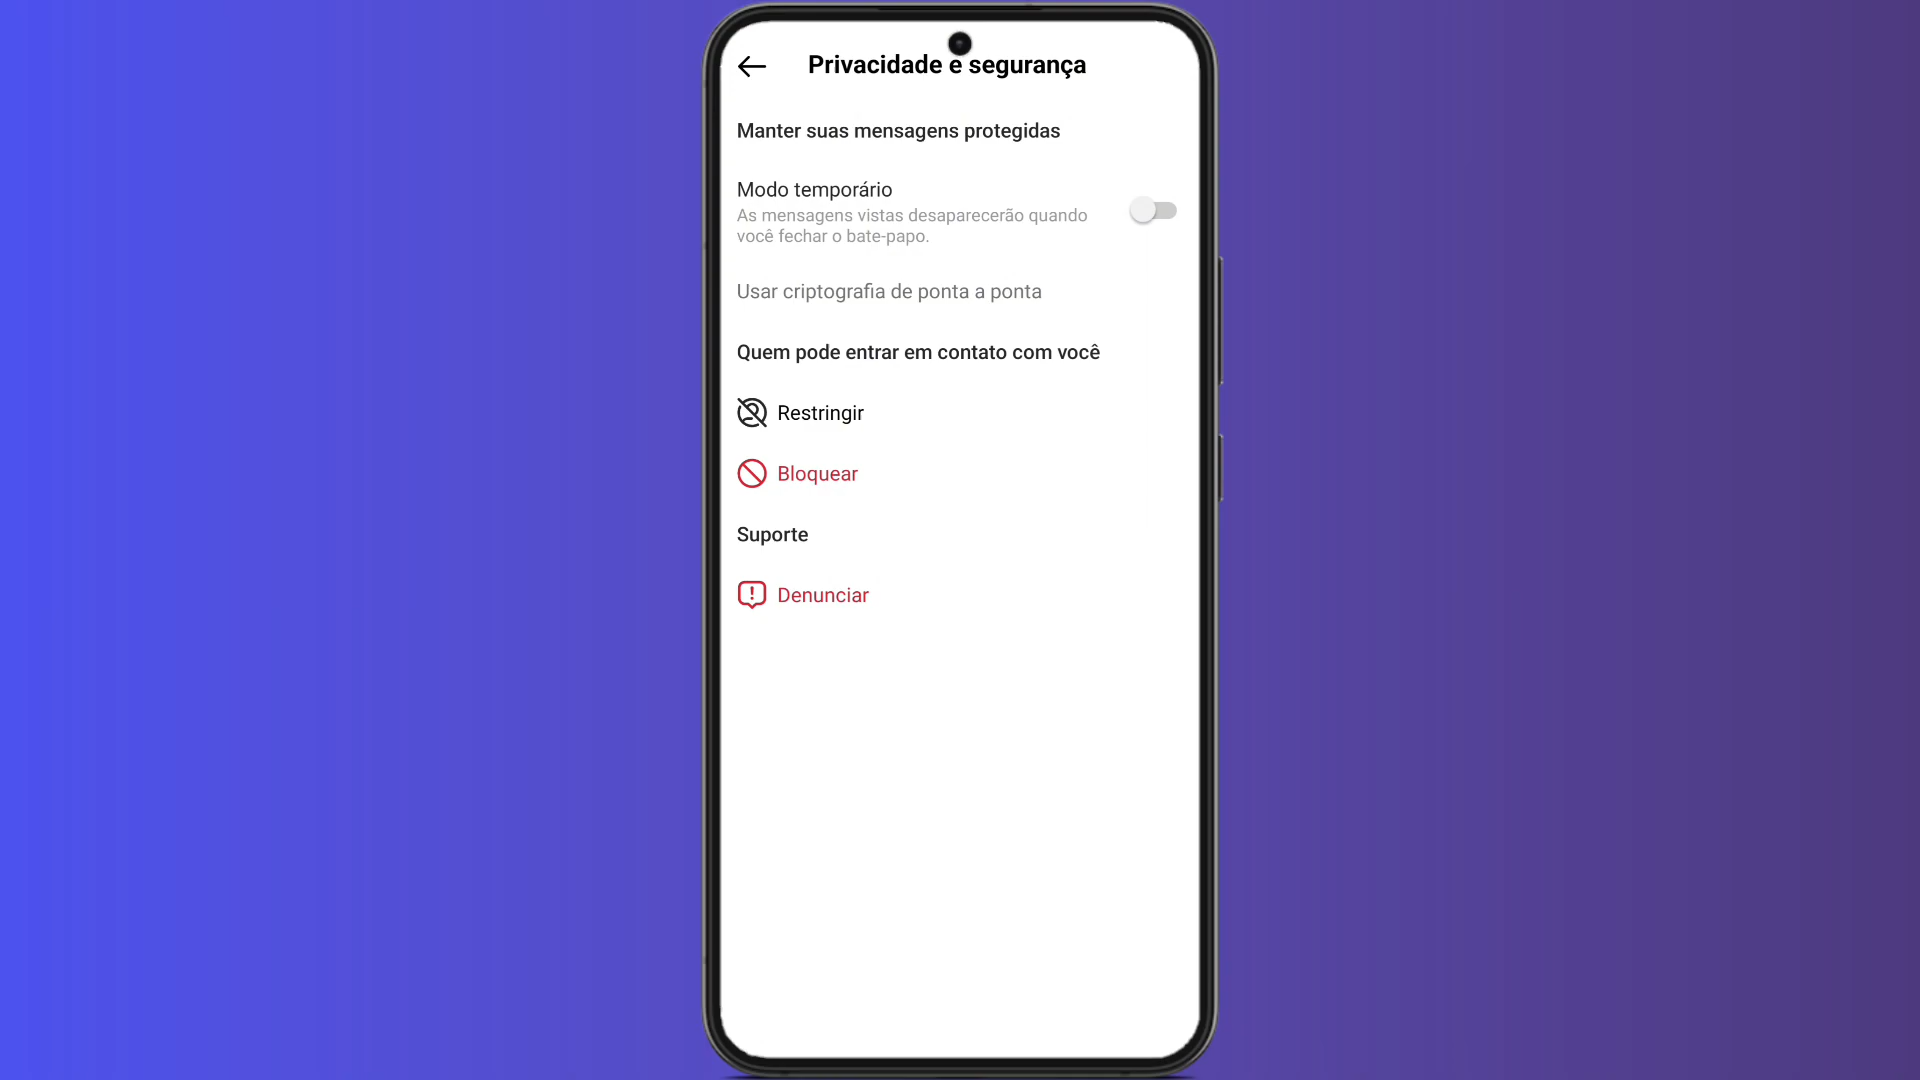 Privacidade e segurança
Manter suas mensagens protegidas
Modo temporário
As mensagens vistas desaparecerão quando
você fechar o bate-papo.
Usar criptografia de ponta a ponta
Quem pode entrar em contato com você
Restringir
Bloquear
Suporte
Denunciar